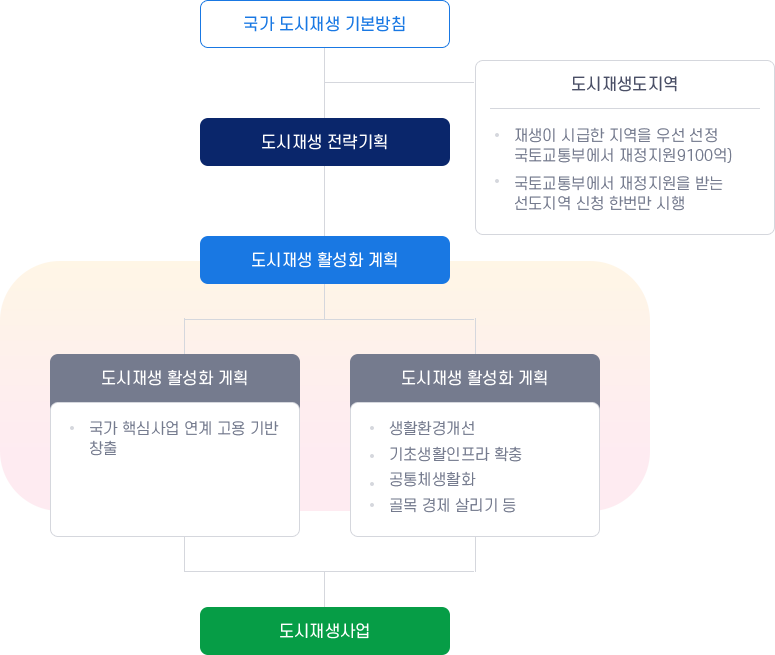 국가 도시재생 기본방침
도시재생도지역
재생이 시급한 지역을 우선 선정
국토교통부에서 재정지원9100억)
국토교통부에서 재정지원을 받는
선도지역 신청 한번만 시행
도시재생 전략기획
도시재생 활성화 계획
도시재생 활성화 게획
국가 핵심사업 연계 고용 기반
창출
도시재생 활성화 게획
생활환경개선
기초생활인프라 확충
공통체생활화
골목 경제 살리기 등
도시재생사업